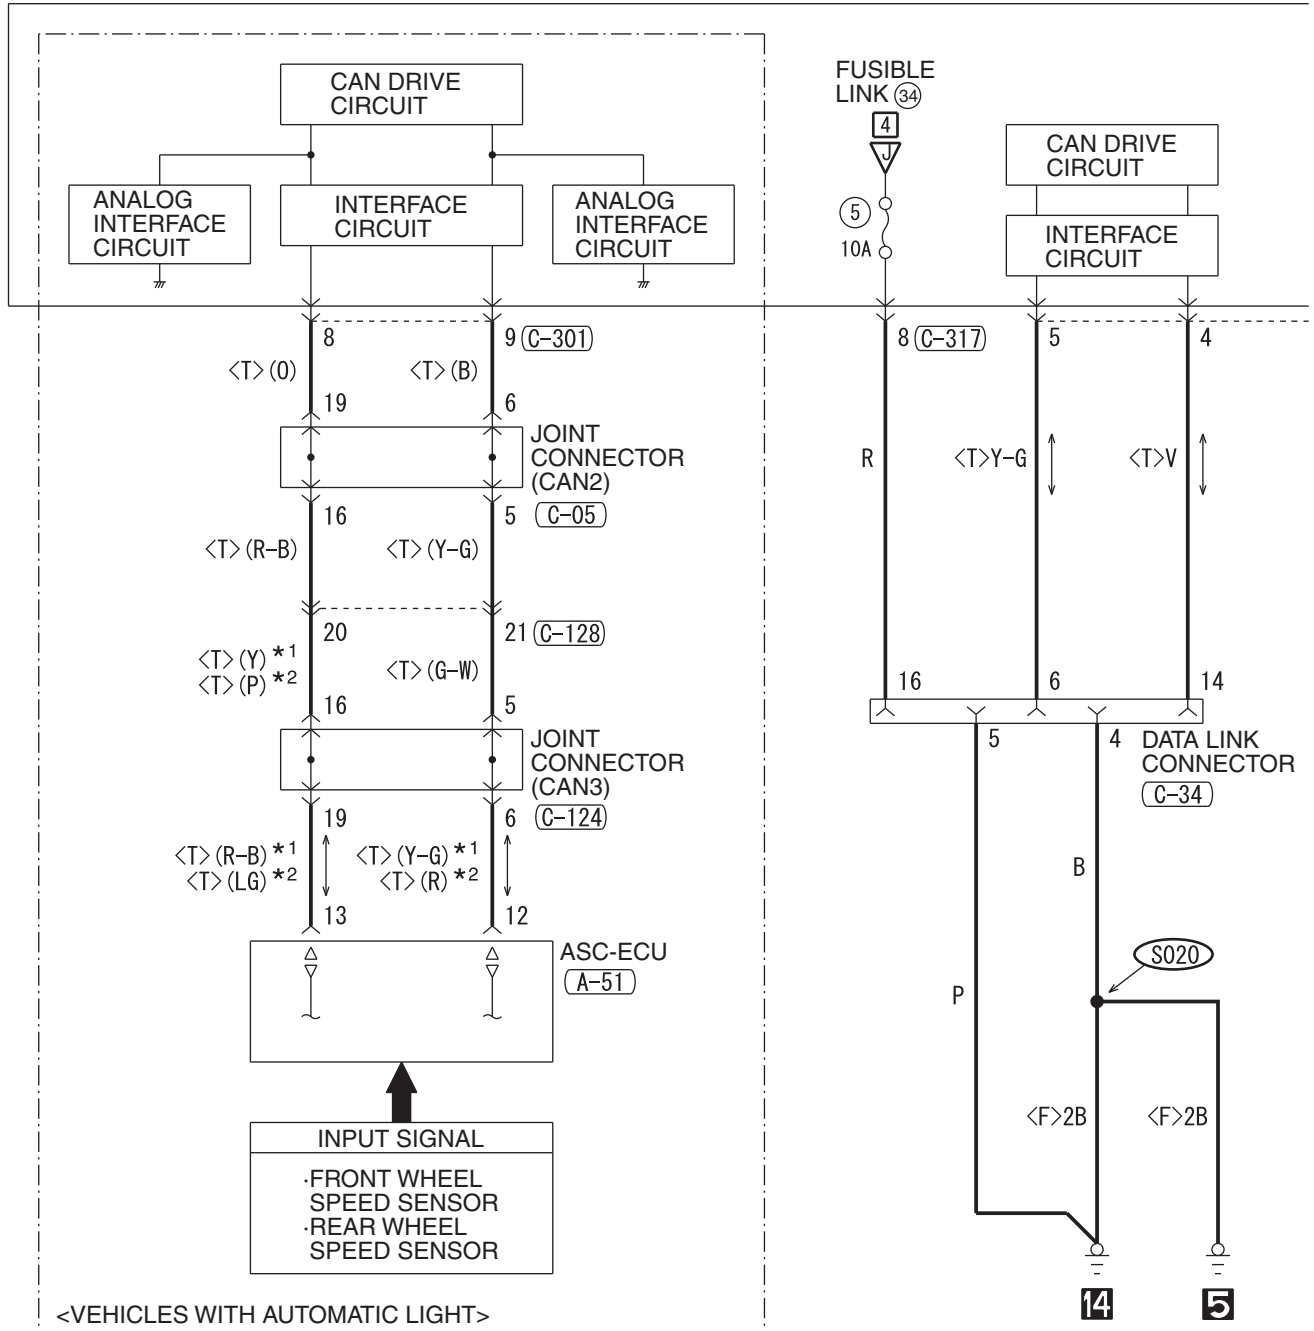 CAN DRIVE
CIRCUIT
ANALOG
INTERFACE
CIRCUIT
INTERFACE
CIRCUIT
ANALOG
INTERFACE
CIRCUIT
FUSIBLE
LINK 34
4
J
5
10A
CAN DRIVE
CIRCUIT
INTERFACE
CIRCUIT
8
9 C-301
<T>(O)
<T>(B)
19
6
JOINT
CONNECTOR
(CAN2)
16
5 C-05
<T>(R-B)
<T>(Y-G)
20
21 C-128
<T>(Y)*1
<T>(P)*2
<T>(G-W)
16
5
JOINT
CONNECTOR
(CAN3)
19
6 C-124
<T>(R-B)*1
<T>(LG)*2
<T>(Y-G)*1
<T>(R)*2
13
12
ASC-ECU
A-51
INPUT SIGNAL
·FRONT WHEEL
SPEED SENSOR
·REAR WHEEL
SPEED SENSOR
<VEHICLES WITH AUTOMATIC LIGHT>
8 C-317
5
4
R
<T>Y-G
<T>V
16
6
14
5
4
DATA LINK
CONNECTOR
C-34
B
S020
P
<F>2B
<F>2B
14
5